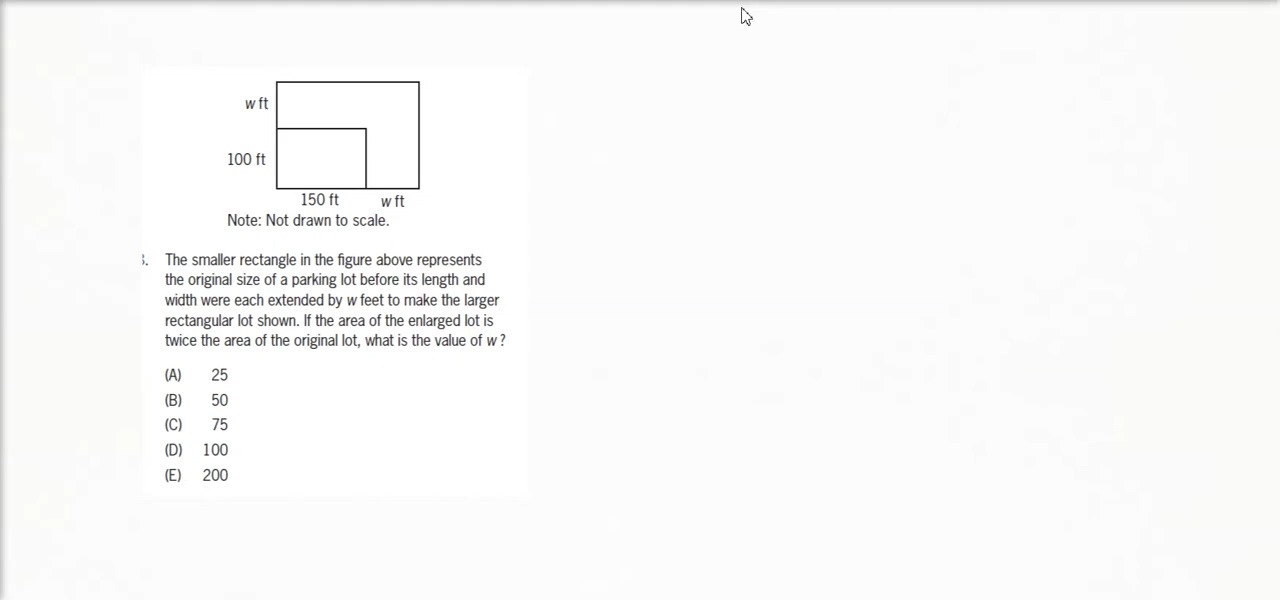 w ft
100 ft
150 ft w ft
Note: Not drawn to scale.
The smaller rectangle in the figure above represents
the original size of a parking lot before its length and
width were each extended by w feet to make the larger
rectangular lot shown. If the area of the enlarged lot is
twice the area of the original lot, what is the value of w ?
(A) 25
(B) 50
(C) 75
(D) 100
(E) 200